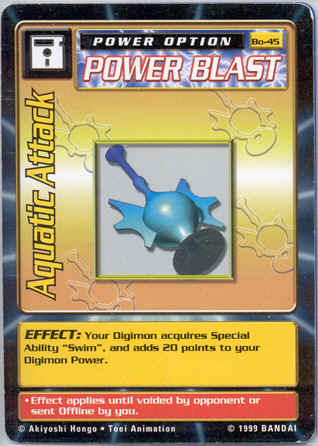 POWER OPTION
Bo-45
POWER BLAST
Aquatic Attack
EFFECT: Your Digimon acquires Special
Ability "Swim", and adds 20 points to your
Digimon Power.
• Effect applies until voided by opponent or
sent Offline by you.
© Akiyoshi Hongo • Toei Animation © 1999 BANDAI